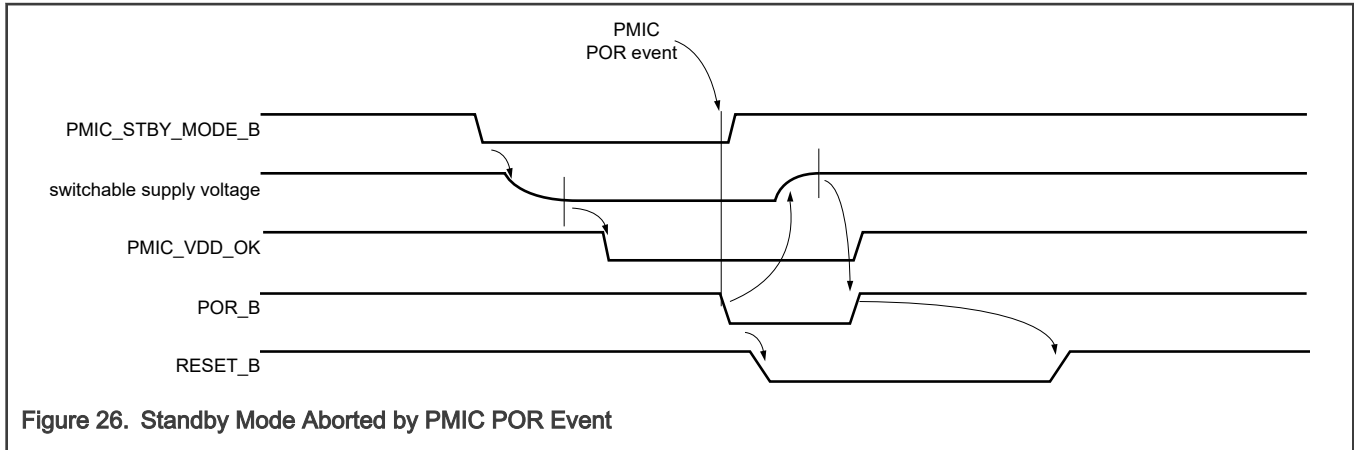 PMIC
POR event
PMIC_STBY_MODE_B
switchable supply voltage
PMIC_VDD_OK
POR_B
RESET_B
Figure 26. Standby Mode Aborted by PMIC POR Event